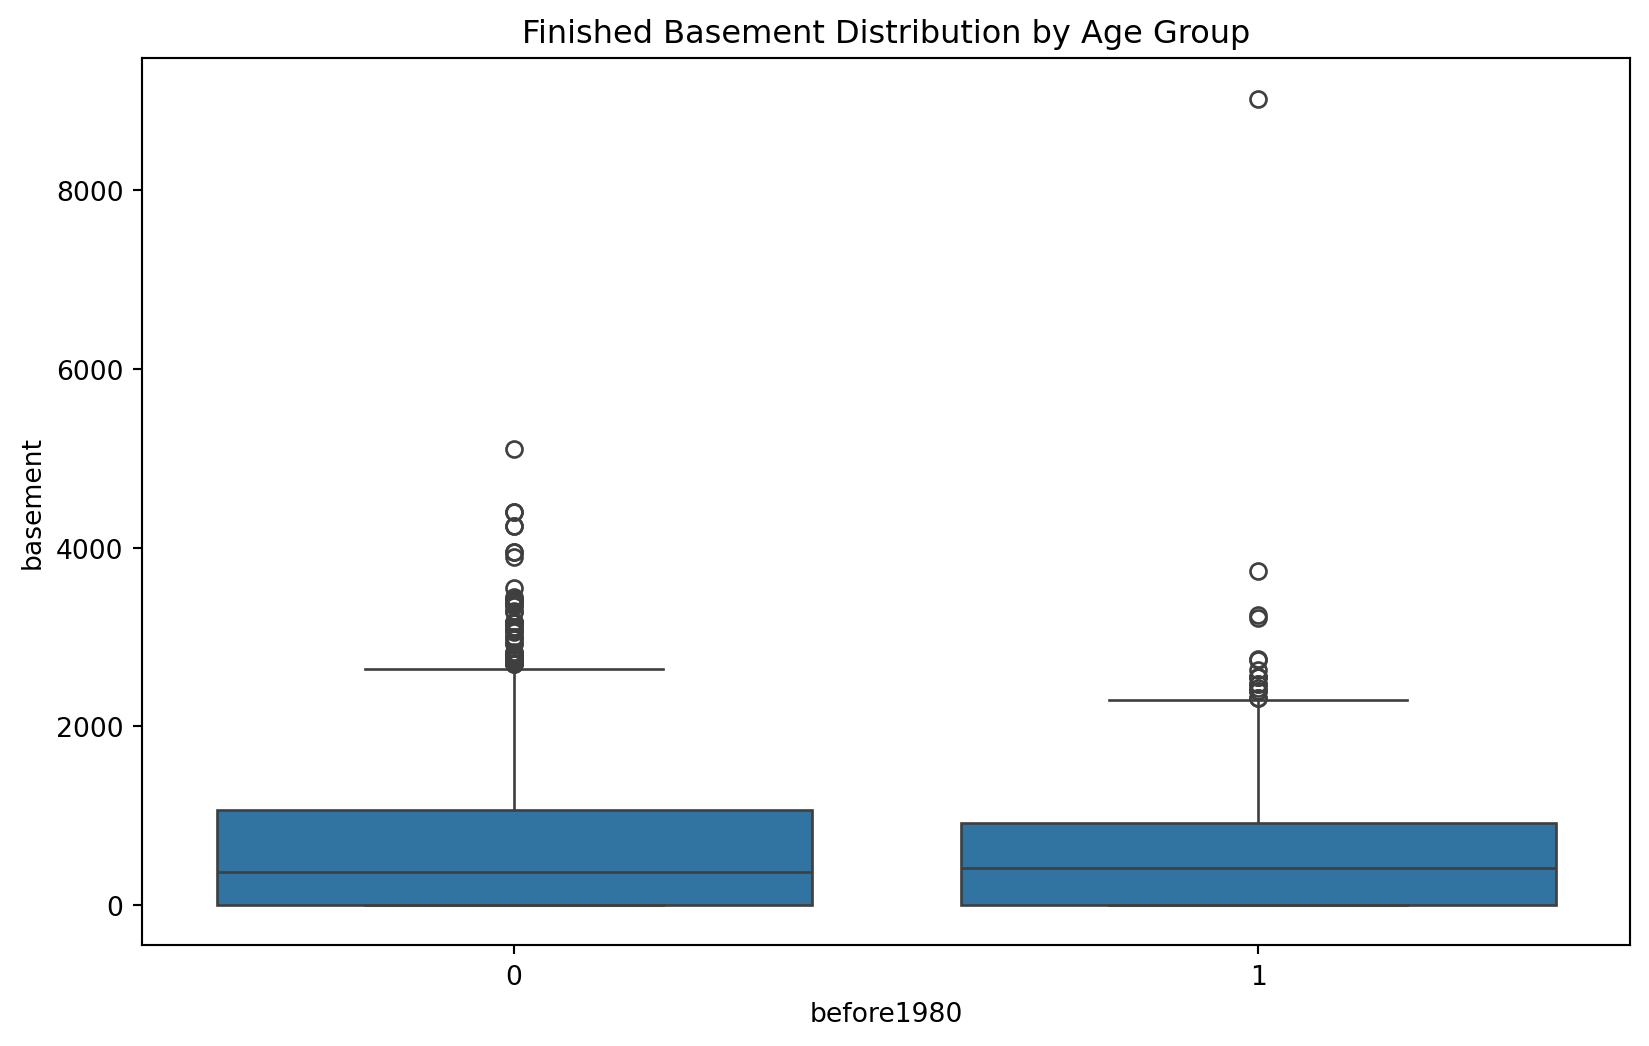 Finished Basement Distribution by Age Group
8000
6000
4000
2000
0
basement
0
1
before1980